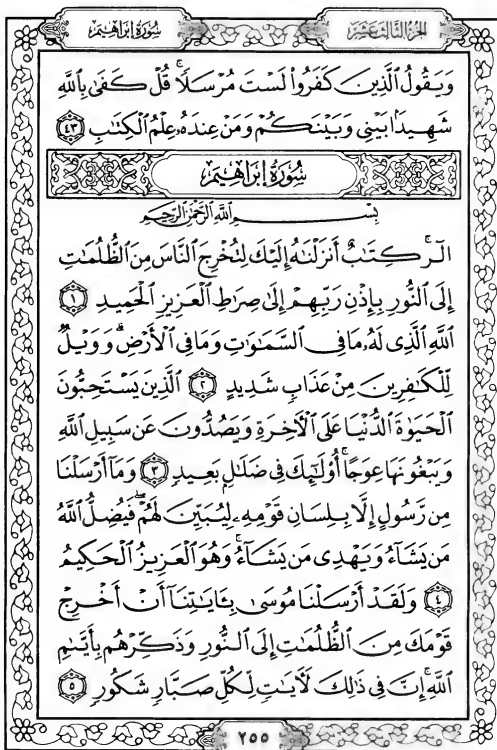 الجزء الثالث عشر
سورة إبراهيم
وَيَقُولُ ٱلَّذِينَ كَفَرُوا۟ لَسْتَ مُرْسَلًا ۚ قُلْ كَفَىٰ بِٱللَّهِ
شَهِيدًۢا بَيْنِى وَبَيْنَكُمْ وَمَنْ عِندَهُۥ عِلْمُ ٱلْكِتَٰبِ ٤٣
سُورَةُ إِبْرَاهِيمَ
بِسْمِ ٱللَّهِ ٱلرَّحْمَٰنِ ٱلرَّحِيمِ
الٓر ۚ كِتَٰبٌ أَنزَلْنَٰهُ إِلَيْكَ لِتُخْرِجَ ٱلنَّاسَ مِنَ ٱلظُّلُمَٰتِ
إِلَى ٱلنُّورِ بِإِذْنِ رَبِّهِمْ إِلَىٰ صِرَٰطِ ٱلْعَزِيزِ ٱلْحَمِيدِ ١
ٱللَّهِ ٱلَّذِى لَهُۥ مَا فِى ٱلسَّمَٰوَٰتِ وَمَا فِى ٱلْأَرْضِ ۗ وَوَيْلٌ
لِّلْكَٰفِرِينَ مِنْ عَذَابٍ شَدِيدٍ ٢ ٱلَّذِينَ يَسْتَحِبُّونَ
ٱلْحَيَوٰةَ ٱلدُّنْيَا عَلَى ٱلْءَاخِرَةِ وَيَصُدُّونَ عَن سَبِيلِ ٱللَّهِ
وَيَبْغُونَهَا عِوَجًا ۚ أُو۟لَٰٓئِكَ فِى ضَلَٰلٍۭ بَعِيدٍ ٣ وَمَآ أَرْسَلْنَا
مِن رَّسُولٍ إِلَّا بِلِسَانِ قَوْمِهِۦ لِيُبَيِّنَ لَهُمْ ۖ فَيُضِلُّ ٱللَّهُ
مَن يَشَآءُ وَيَهْدِى مَن يَشَآءُ ۚ وَهُوَ ٱلْعَزِيزُ ٱلْحَكِيمُ
٤ وَلَقَدْ أَرْسَلْنَا مُوسَىٰ بِـَٔايَٰتِنَآ أَنْ أَخْرِجْ
قَوْمَكَ مِنَ ٱلظُّلُمَٰتِ إِلَى ٱلنُّورِ وَذَكِّرْهُم بِأَيَّىٰمِ
ٱللَّهِ ۚ إِنَّ فِى ذَٰلِكَ لَءَايَٰتٍ لِّكُلِّ صَبَّارٍ شَكُورٍ ٥
٢٥٥